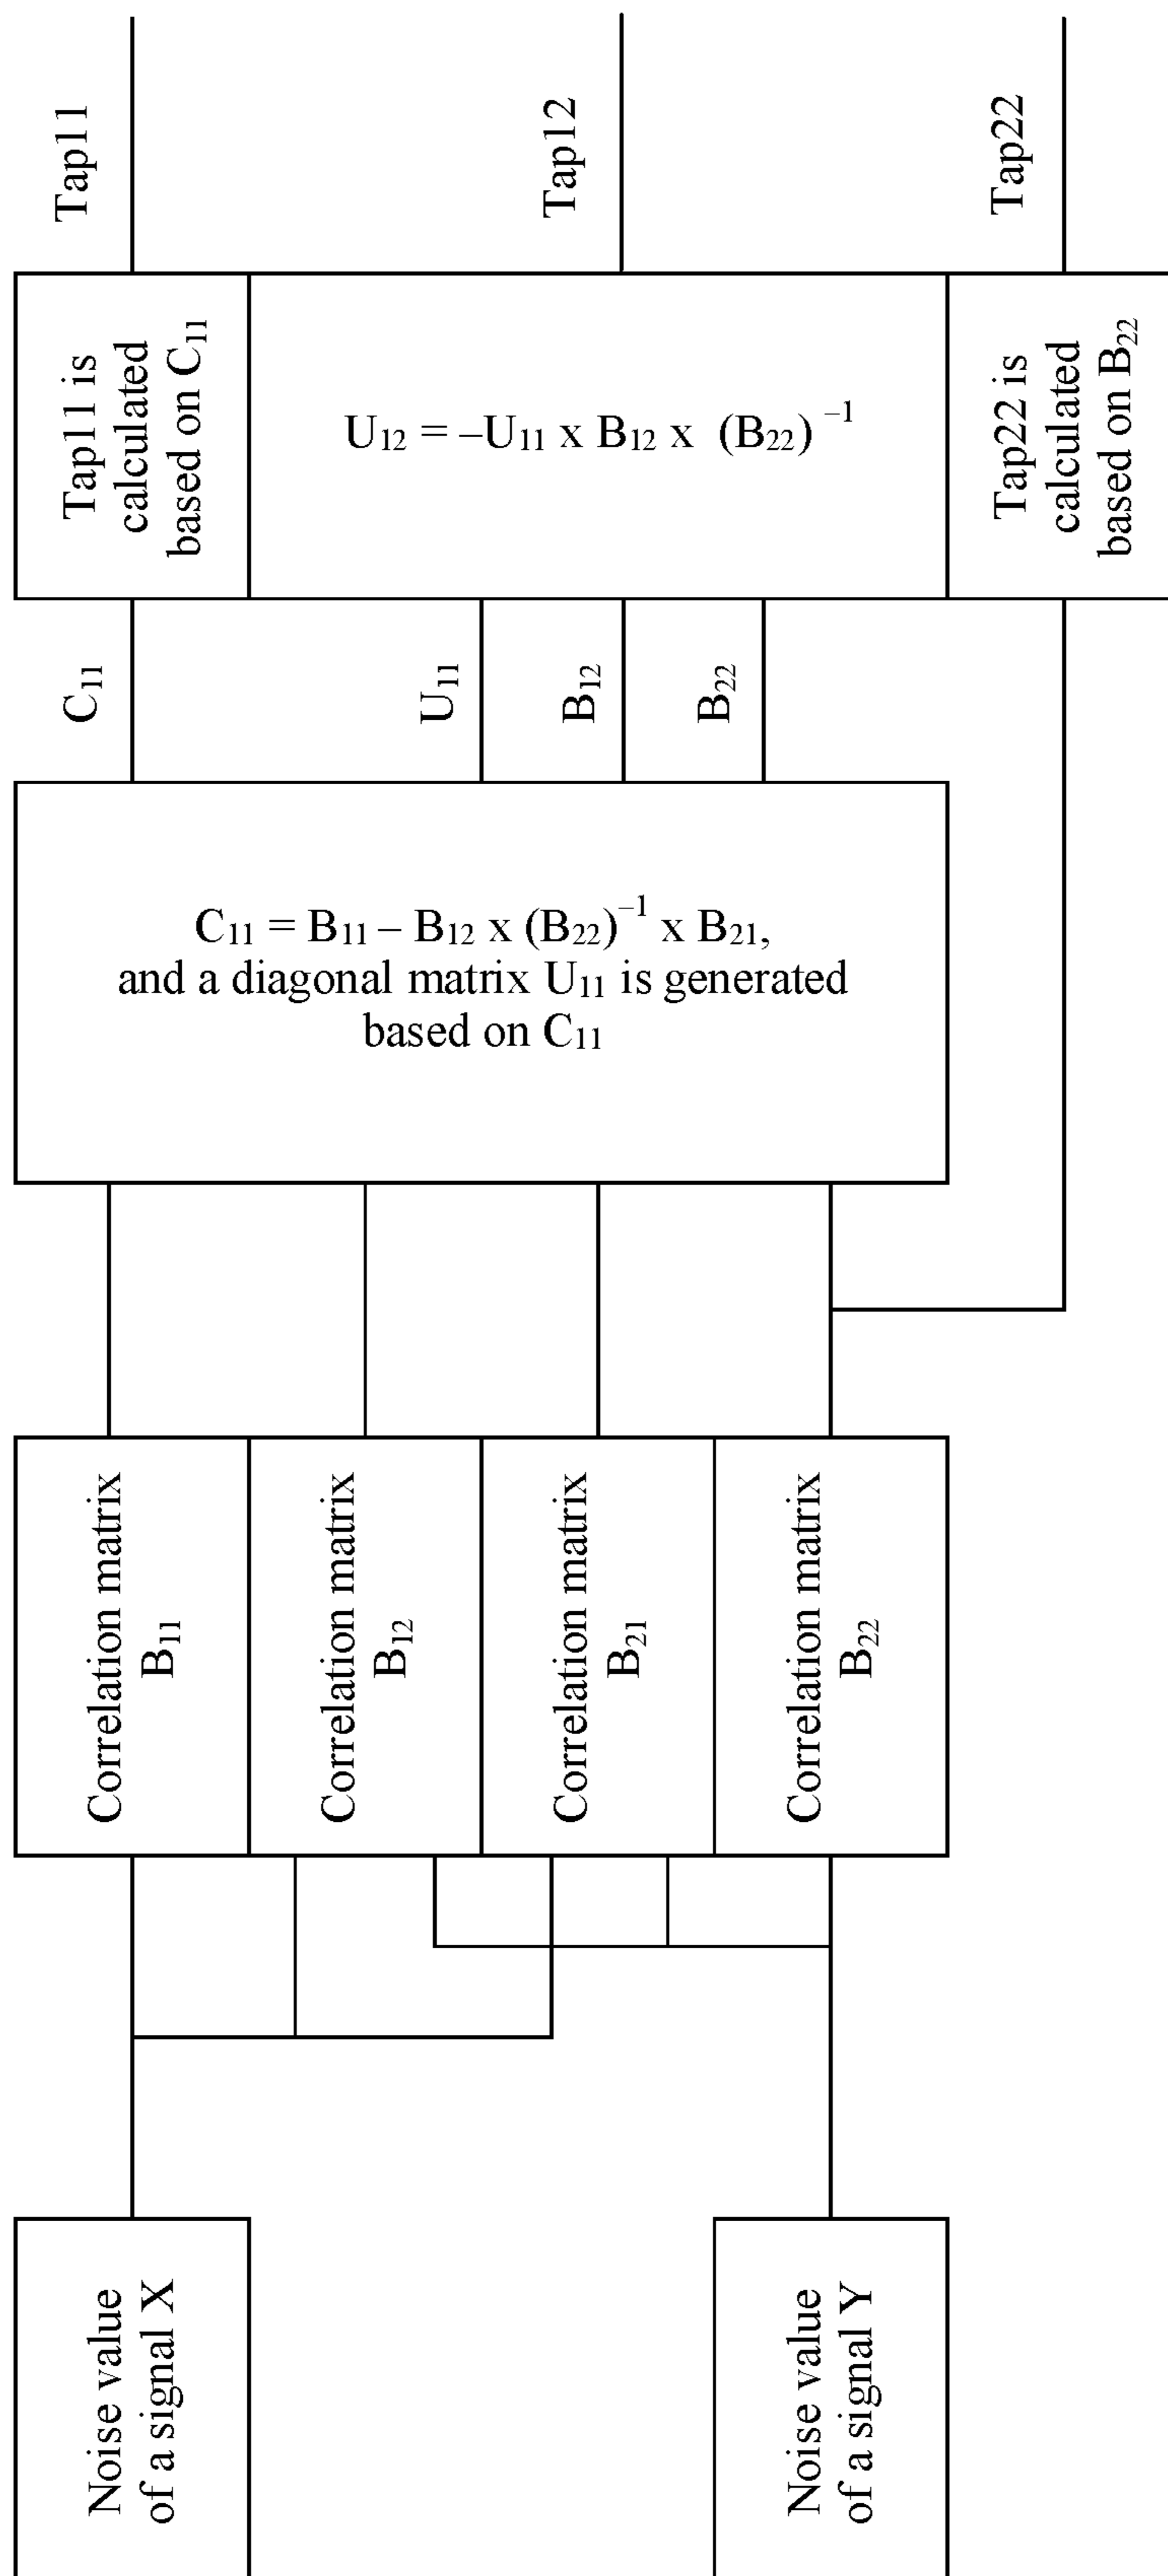 Noise value
of a signal X
Noise value
of a signal Y
Correlation matrix
B₁₁
Correlation matrix
B₁₂
Correlation matrix
B₂₁
Correlation matrix
B₂₂
C₁₁ = B₁₁ – B₁₂ x (B₂₂)⁻¹ x B₂₁,
and a diagonal matrix U₁₁ is generated
based on C₁₁
C₁₁
U₁₁
B₁₂
B₂₂
Tap11 is
calculated
based on C₁₁
U₁₂ = –U₁₁ x B₁₂ x (B₂₂)⁻¹
Tap22 is
calculated
based on B₂₂
Tap11
Tap12
Tap22